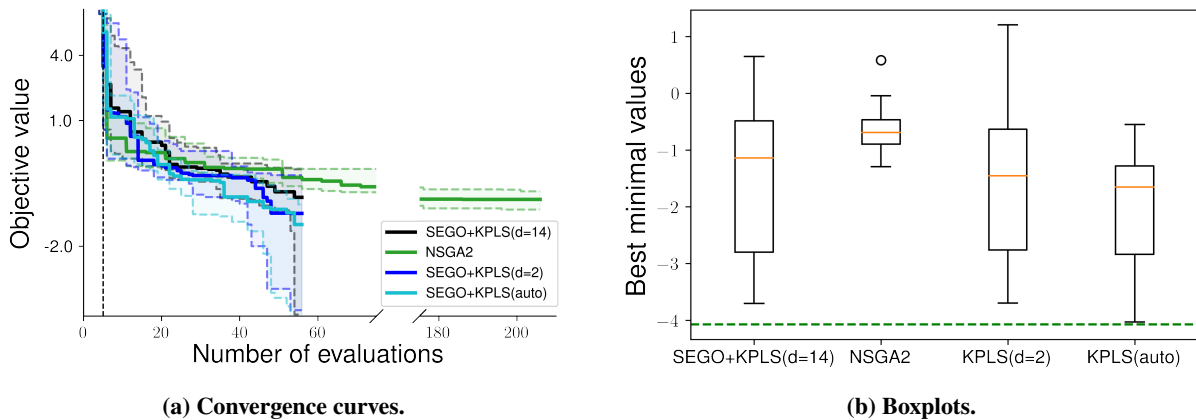 4.0
1.0
-2.0
Objective value
SEGO+KPLS(d=14)
NSGA2
SEGO+KPLS(d=2)
SEGO+KPLS(auto)
0 20 40 60 180 200
Number of evaluations
(a) Convergence curves.
1
0
−1
−2
−3
−4
Best minimal values
SEGO+KPLS(d=14) NSGA2 KPLS(d=2) KPLS(auto)
(b) Boxplots.